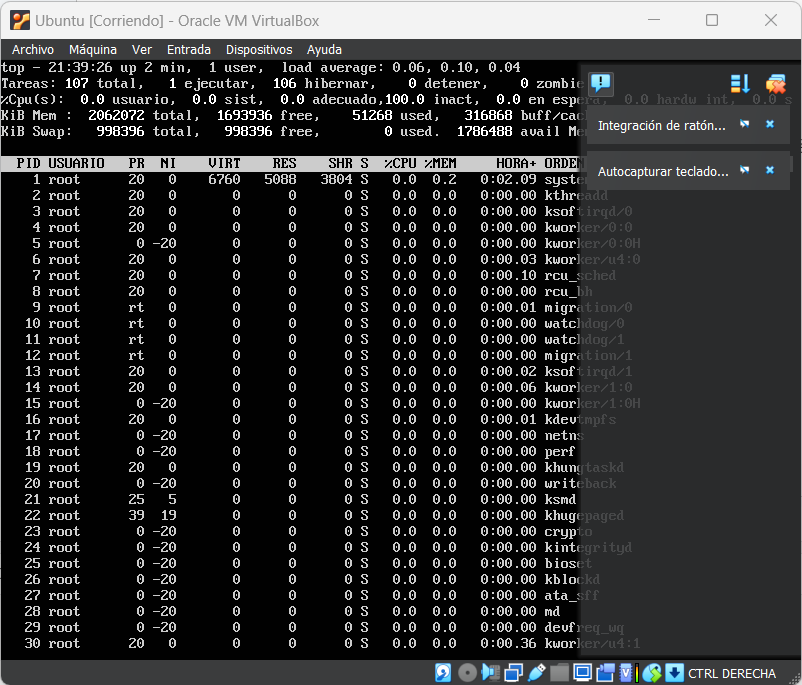 Ubuntu [Corriendo] - Oracle VM VirtualBox
Archivo Máquina Ver Entrada Dispositivos Ayuda
top - 21:39:26 up 2 min, 1 user, load average: 0.06, 0.10, 0.04
Tareas: 107 total, 1 ejecutar, 106 hibernar, 0 detener, 0 zombie
%Cpu(s): 0.0 usuario, 0.0 sist, 0.0 adecuado,100.0 inact, 0.0 en espera, 0.0 hardw int, 0.0 s
KiB Mem : 2062072 total, 1693936 free, 51268 used, 316868 buff/cac
KiB Swap: 998396 total, 998396 free, 0 used. 1786488 avail Me
Integración de ratón...
Autocapturar teclado...
PID USUARIO PR NI VIRT RES SHR S %CPU %MEM HORA+ ORDEN
1 root 20 0 6760 5088 3804 S 0.0 0.2 0:02.09 syste
2 root 20 0 0 0 0 S 0.0 0.0 0:00.00 kthreadd
3 root 20 0 0 0 0 S 0.0 0.0 0:00.00 ksoftirqd/0
4 root 20 0 0 0 0 S 0.0 0.0 0:00.00 kworker/0:0
5 root 0 -20 0 0 0 S 0.0 0.0 0:00.00 kworker/0:0H
6 root 20 0 0 0 0 S 0.0 0.0 0:00.03 kworker/u4:0
7 root 20 0 0 0 0 S 0.0 0.0 0:00.10 rcu_sched
8 root 20 0 0 0 0 S 0.0 0.0 0:00.00 rcu_bh
9 root rt 0 0 0 0 S 0.0 0.0 0:00.01 migration/0
10 root rt 0 0 0 0 S 0.0 0.0 0:00.00 watchdog/0
11 root rt 0 0 0 0 S 0.0 0.0 0:00.00 watchdog/1
12 root rt 0 0 0 0 S 0.0 0.0 0:00.00 migration/1
13 root 20 0 0 0 0 S 0.0 0.0 0:00.02 ksoftirqd/1
14 root 20 0 0 0 0 S 0.0 0.0 0:00.06 kworker/1:0
15 root 0 -20 0 0 0 S 0.0 0.0 0:00.00 kworker/1:0H
16 root 20 0 0 0 0 S 0.0 0.0 0:00.01 kdevtmpfs
17 root 0 -20 0 0 0 S 0.0 0.0 0:00.00 netns
18 root 0 -20 0 0 0 S 0.0 0.0 0:00.00 perf
19 root 20 0 0 0 0 S 0.0 0.0 0:00.00 khungtaskd
20 root 0 -20 0 0 0 S 0.0 0.0 0:00.00 writeback
21 root 25 5 0 0 0 S 0.0 0.0 0:00.00 ksmd
22 root 39 19 0 0 0 S 0.0 0.0 0:00.00 khugepaged
23 root 0 -20 0 0 0 S 0.0 0.0 0:00.00 crypto
24 root 0 -20 0 0 0 S 0.0 0.0 0:00.00 kintegrityd
25 root 0 -20 0 0 0 S 0.0 0.0 0:00.00 bioset
26 root 0 -20 0 0 0 S 0.0 0.0 0:00.00 kblockd
27 root 0 -20 0 0 0 S 0.0 0.0 0:00.00 ata_sff
28 root 0 -20 0 0 0 S 0.0 0.0 0:00.00 md
29 root 0 -20 0 0 0 S 0.0 0.0 0:00.00 devfreq_wq
30 root 20 0 0 0 0 S 0.0 0.0 0:00.36 kworker/u4:1
CTRL DERECHA